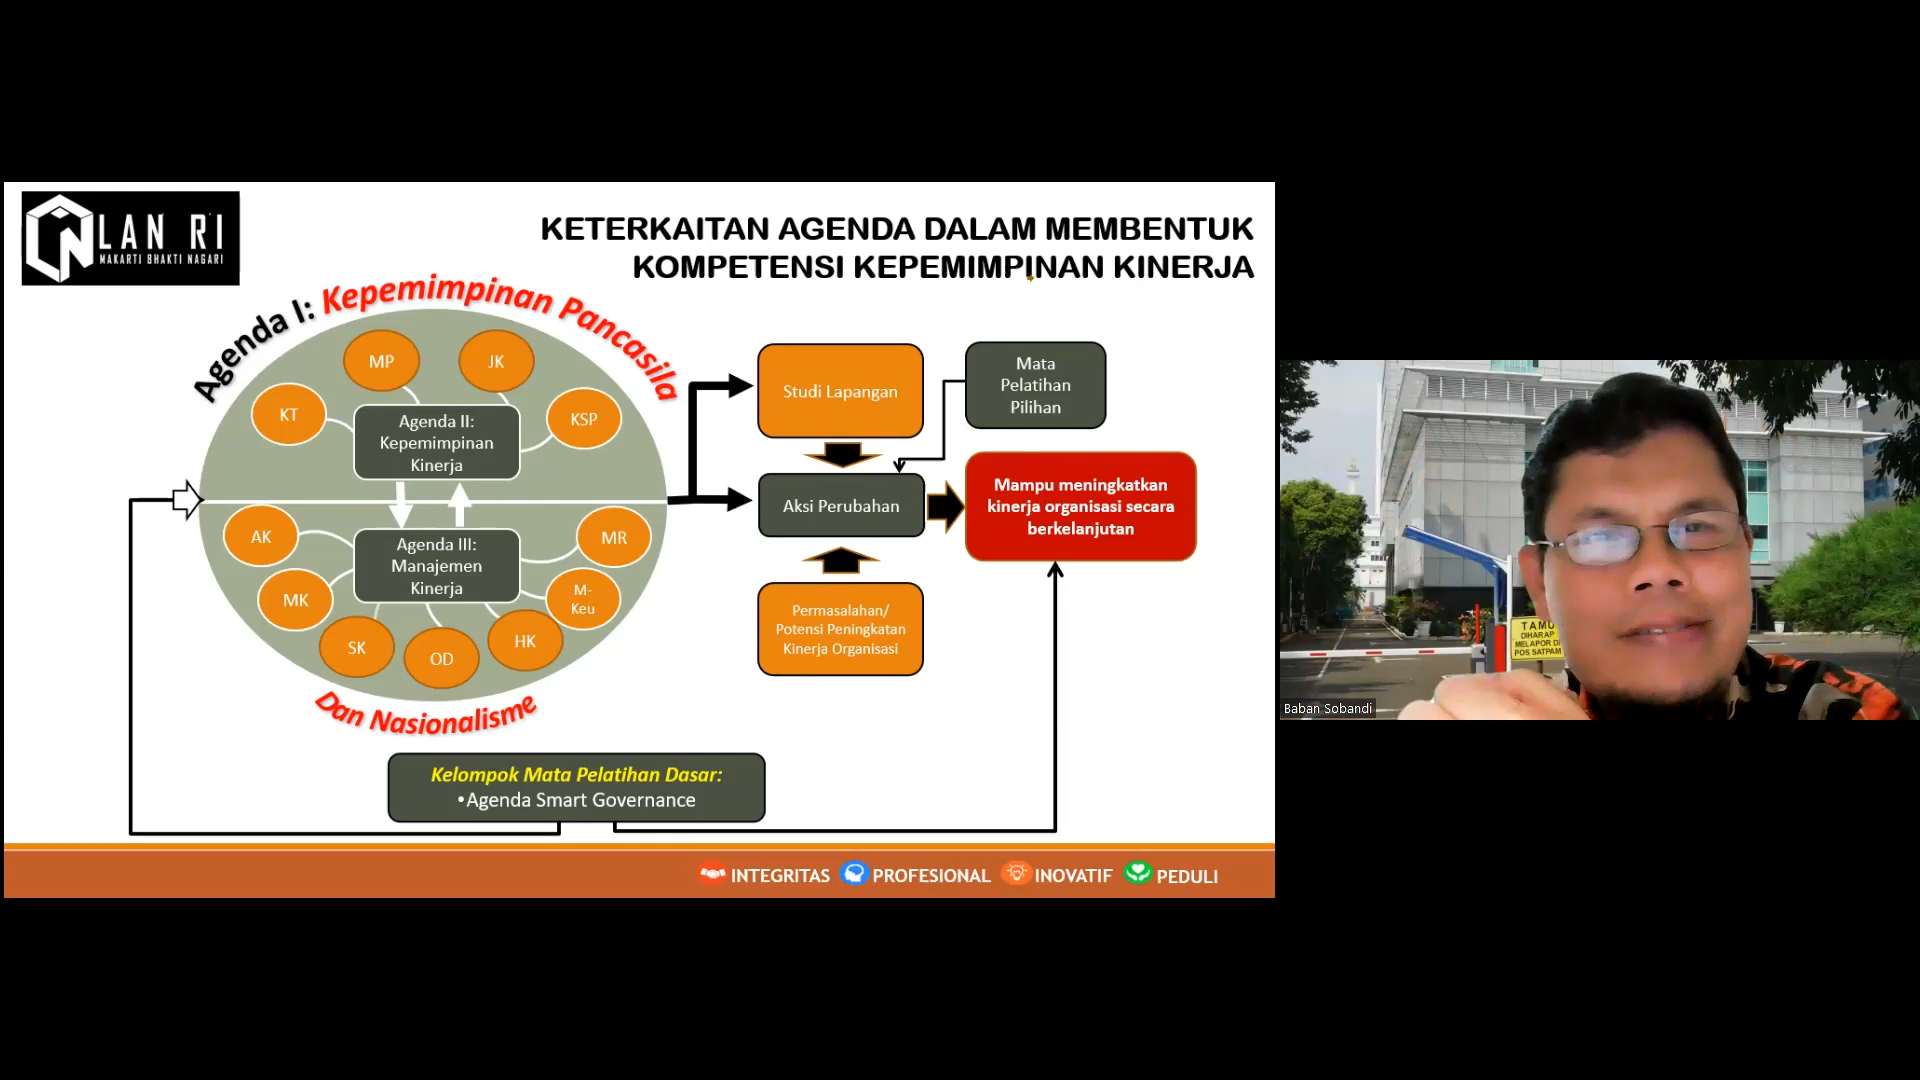 LAN RI
MAKARTI BHAKTI NAGARI
KETERKAITAN AGENDA DALAM MEMBENTUK
KOMPETENSI KEPEMIMPINAN KINERJA
Agenda I: Kepemimpinan Pancasila
MP
JK
KT
KSP
Agenda II:
Kepemimpinan
Kinerja
AK
MR
Agenda III:
Manajemen
Kinerja
MK
M-
Keu
SK
OD
HK
Dan Nasionalisme
Studi Lapangan
Mata
Pelatihan
Pilihan
Aksi Perubahan
Mampu meningkatkan
kinerja organisasi secara
berkelanjutan
Permasalahan/
Potensi Peningkatan
Kinerja Organisasi
Kelompok Mata Pelatihan Dasar:
•Agenda Smart Governance
INTEGRITAS PROFESIONAL INOVATIF PEDULI
TAMU
DIHARAP
MELAPOR DI
POS SATPAM
Baban Sobandi